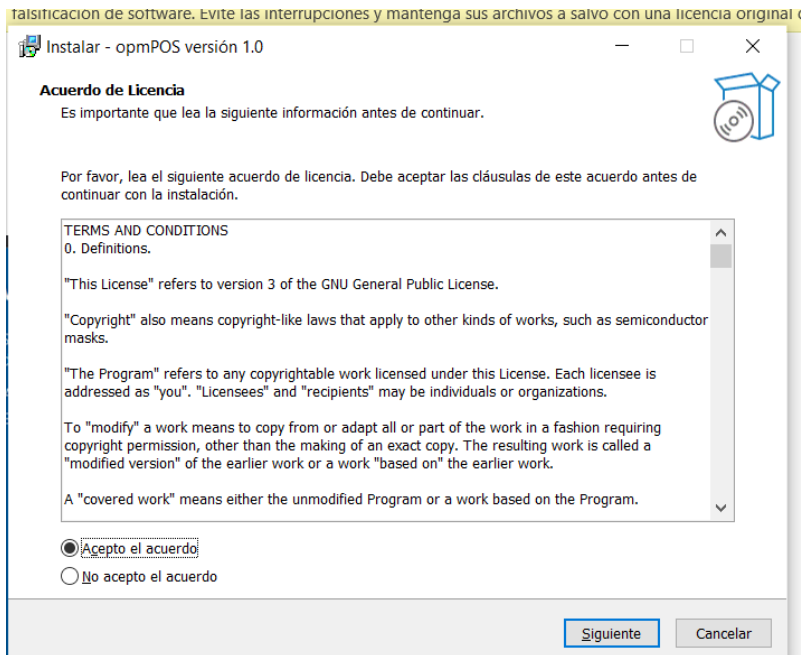 falsificación de software. Evite las interrupciones y mantenga sus archivos a salvo con una licencia original
Instalar - opmPOS versión 1.0
Acuerdo de Licencia
Es importante que lea la siguiente información antes de continuar.
Por favor, lea el siguiente acuerdo de licencia. Debe aceptar las cláusulas de este acuerdo antes de
continuar con la instalación.
TERMS AND CONDITIONS
0. Definitions.
"This License" refers to version 3 of the GNU General Public License.
"Copyright" also means copyright-like laws that apply to other kinds of works, such as semiconductor
masks.
"The Program" refers to any copyrightable work licensed under this License. Each licensee is
addressed as "you". "Licensees" and "recipients" may be individuals or organizations.
To "modify" a work means to copy from or adapt all or part of the work in a fashion requiring
copyright permission, other than the making of an exact copy. The resulting work is called a
"modified version" of the earlier work or a work "based on" the earlier work.
A "covered work" means either the unmodified Program or a work based on the Program.
Acepto el acuerdo
No acepto el acuerdo
Siguiente
Cancelar